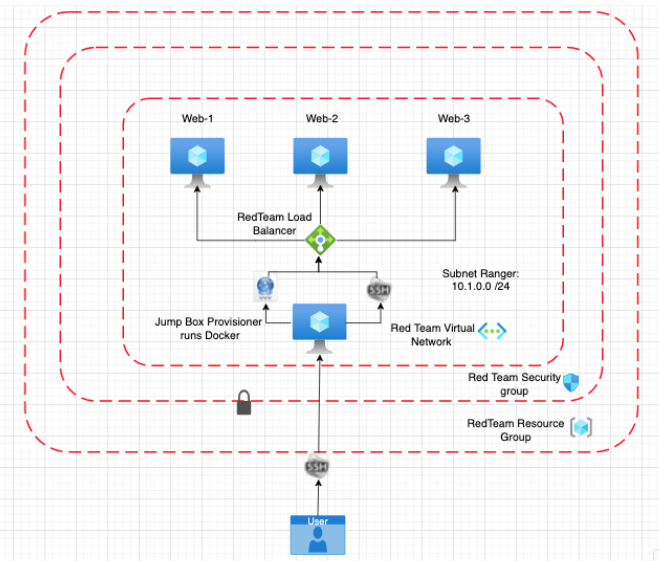 Web-1
Web-2
Web-3
RedTeam Load
Balancer
Subnet Ranger:
10.1.0.0 /24
WWW
SSH
Jump Box Provisioner
runs Docker
Red Team Virtual
Network
Red Team Security
group
RedTeam Resource
Group
SSH
User